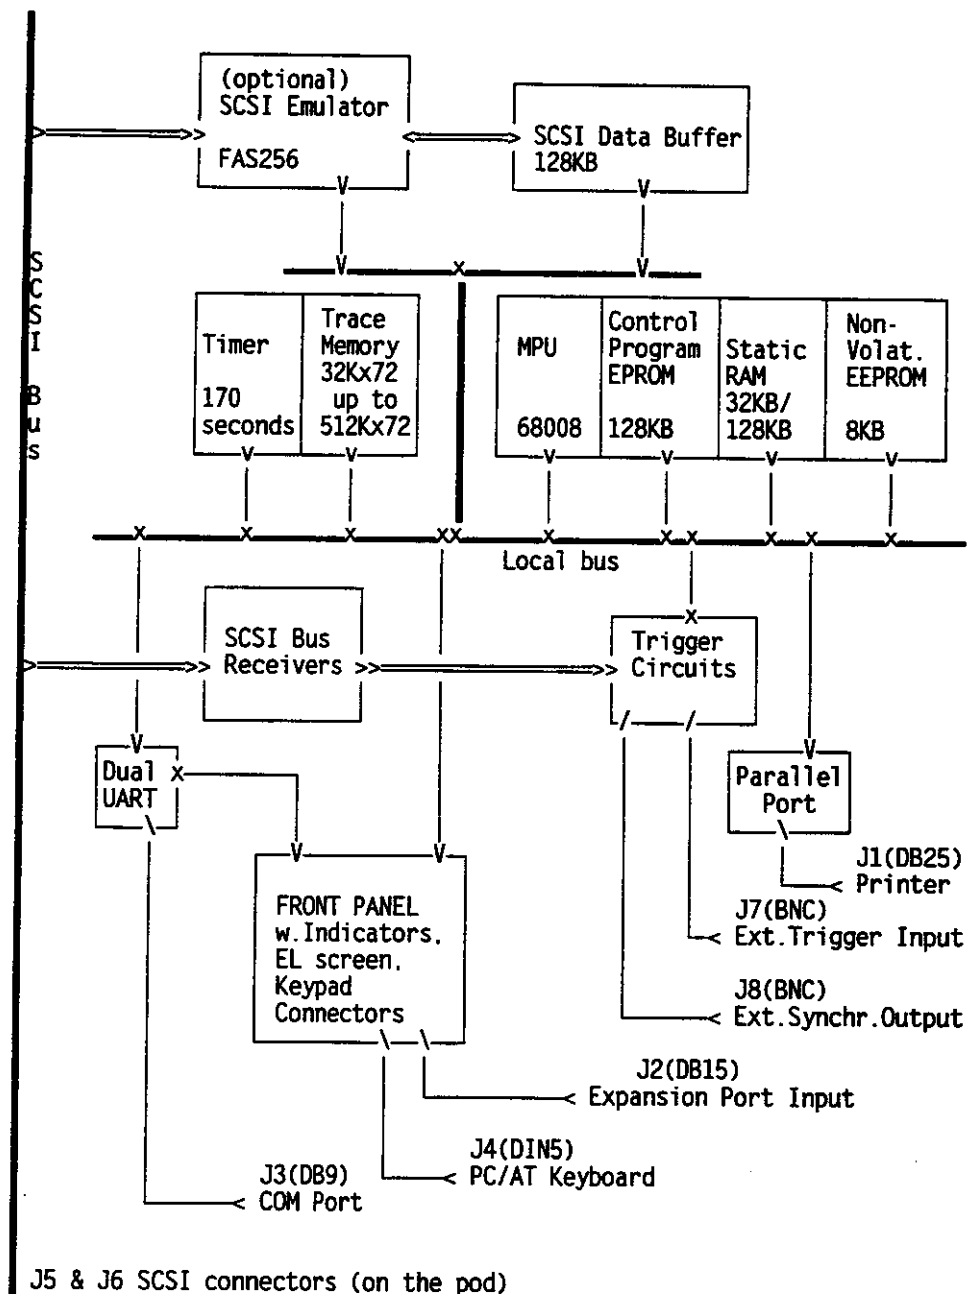 (optional)
SCSI Emulator
FAS256
SCSI Data Buffer
128KB
SCSI Bus
Timer
170
seconds
Trace
Memory
32Kx72
up to
512Kx72
MPU
68008
Control
Program
EPROM
128KB
Static
RAM
32KB/
128KB
Non-
Volat.
EEPROM
8KB
Local bus
SCSI Bus
Receivers
Trigger
Circuits
Dual
UART
Parallel
Port
J1(DB25)
Printer
FRONT PANEL
w.Indicators,
EL screen,
Keypad
Connectors
J7(BNC)
Ext.Trigger Input
J8(BNC)
Ext.Synchr.Output
J2(DB15)
Expansion Port Input
J4(DIN5)
PC/AT Keyboard
J3(DB9)
COM Port
J5 & J6 SCSI connectors (on the pod)